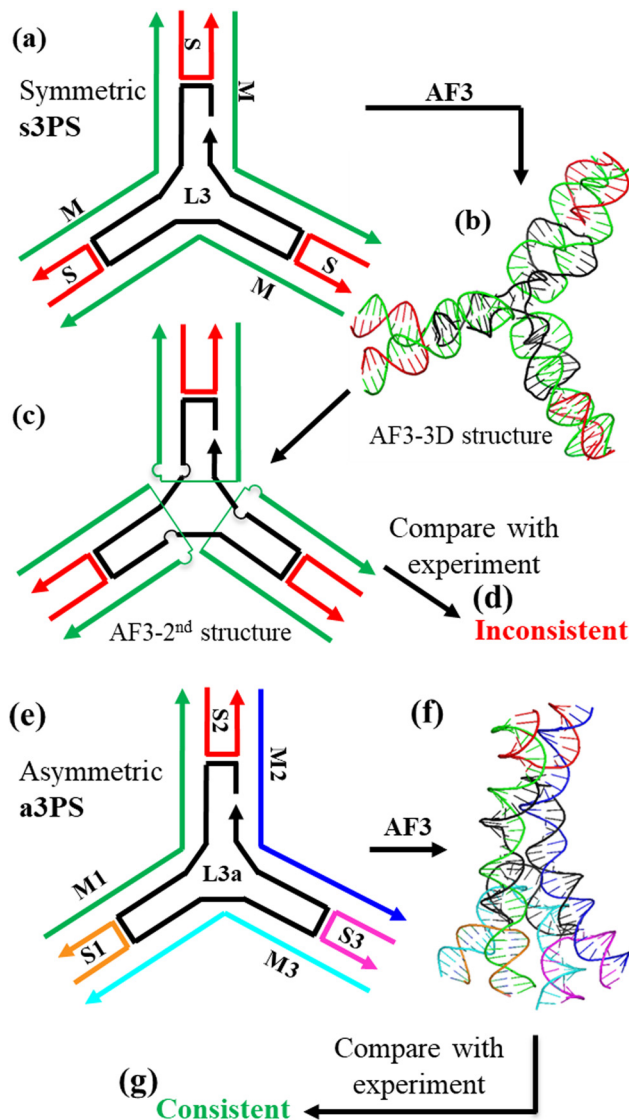 (a)
S
M
Symmetric
s3PS
AF3
L3
M
(b)
S
S
M
(c)
AF3-3D structure
Compare with
experiment
(d)
AF3-2nd structure
Inconsistent
(e)
(f)
S2
M2
Asymmetric
a3PS
AF3
M1
L3a
S1
S3
M3
Compare with
experiment
(g)
Consistent